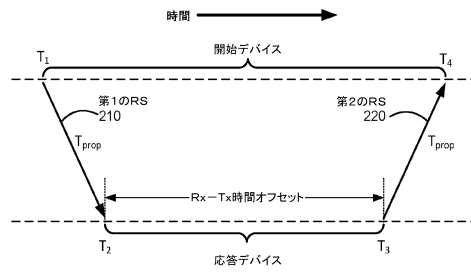 時間
T1
開始デバイス
T4
第1のRS
210
第2のRS
220
Tprop
Tprop
Rx-Tx時間オフセット
T2
T3
応答デバイス